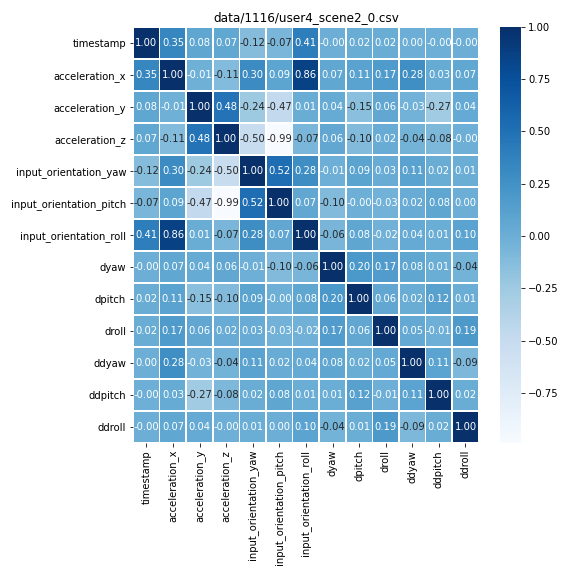 data/1116/user4_scene2_0.csv
timestamp 1.00 0.35 0.08 0.07 -0.12 -0.07 0.41 -0.00 0.02 0.02 0.00 -0.00 -0.00
acceleration_x 0.35 1.00 -0.01 -0.11 0.30 0.09 0.86 0.07 0.11 0.17 0.28 0.03 0.07
acceleration_y 0.08 -0.01 1.00 0.48 -0.24 -0.47 0.01 0.04 -0.15 0.06 -0.03 -0.27 0.04
acceleration_z 0.07 -0.11 0.48 1.00 -0.50 -0.99 -0.07 0.06 -0.10 0.02 -0.04 -0.08 -0.00
input_orientation_yaw -0.12 0.30 -0.24 -0.50 1.00 0.52 0.28 -0.01 0.09 0.03 0.11 0.02 0.01
input_orientation_pitch -0.07 0.09 -0.47 -0.99 0.52 1.00 0.07 -0.10 -0.00 -0.03 0.02 0.08 0.00
input_orientation_roll 0.41 0.86 0.01 -0.07 0.28 0.07 1.00 -0.06 0.08 -0.02 0.04 0.01 0.10
dyaw -0.00 0.07 0.04 0.06 -0.01 -0.10 -0.06 1.00 0.20 0.17 0.08 0.01 -0.04
dpitch 0.02 0.11 -0.15 -0.10 0.09 -0.00 0.08 0.20 1.00 0.06 0.02 0.12 0.01
droll 0.02 0.17 0.06 0.02 0.03 -0.03 -0.02 0.17 0.06 1.00 0.05 -0.01 0.19
ddyaw 0.00 0.28 -0.03 -0.04 0.11 0.02 0.04 0.08 0.02 0.05 1.00 0.11 -0.09
ddpitch -0.00 0.03 -0.27 -0.08 0.02 0.08 0.01 0.01 0.12 -0.01 0.11 1.00 0.02
ddroll -0.00 0.07 0.04 -0.00 0.01 0.00 0.10 -0.04 0.01 0.19 -0.09 0.02 1.00
timestamp acceleration_x acceleration_y acceleration_z input_orientation_yaw input_orientation_pitch input_orientation_roll dyaw dpitch droll ddyaw ddpitch ddroll
1.00
0.75
0.50
0.25
0.00
-0.25
-0.50
-0.75